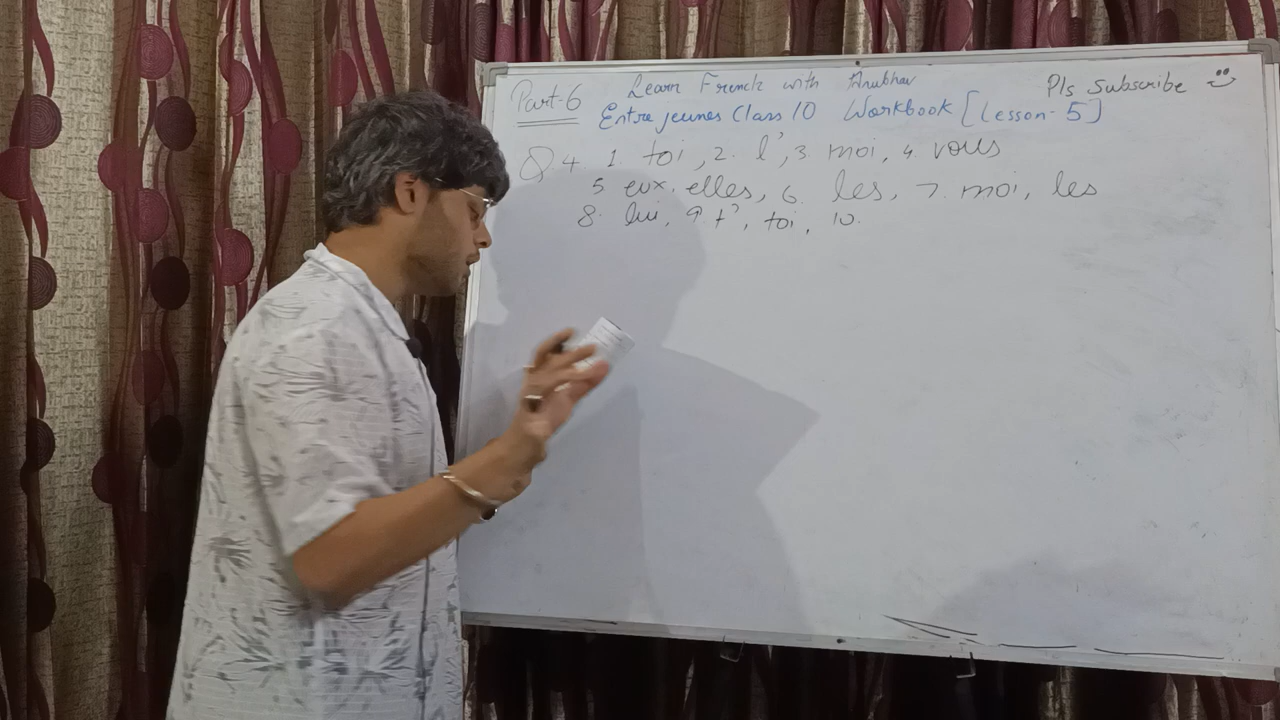 Part-6 Learn French with Anubhav Pls Subscribe
Entre jeunes Class 10 Workbook [Lesson-5]
Q 4. 1. toi, 2. l', 3. moi, 4. vous
5. eux, elles, 6. les, 7. moi, les
8. lui, 9. t', toi, 10.